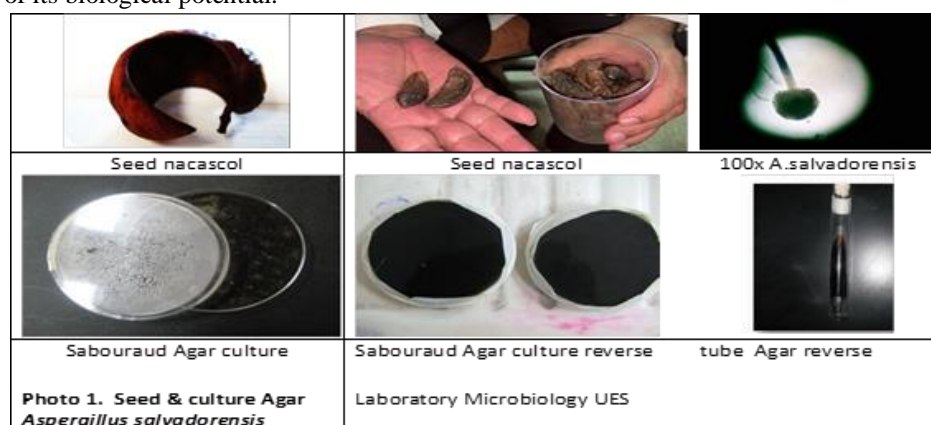 of its biological potential.
Seed nacascol
Seed nacascol
100x A.salvadorensis
Sabouraud Agar culture
Sabouraud Agar culture reverse
tube Agar reverse
Photo 1. Seed & culture Agar
Aspergillus salvadorensis
Laboratory Microbiology UES